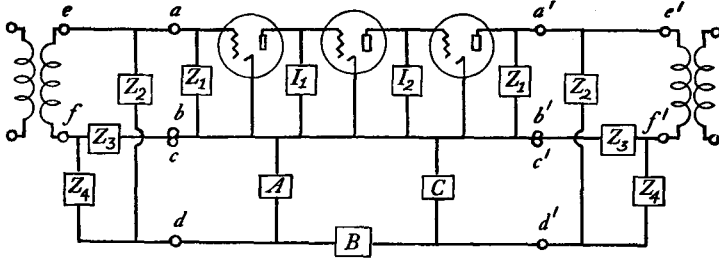 e a a' e'
Z2 Z1 I1 I2 Z1 Z2
f b b' f'
Z3 c c' Z3
Z4 A C Z4
d B d'